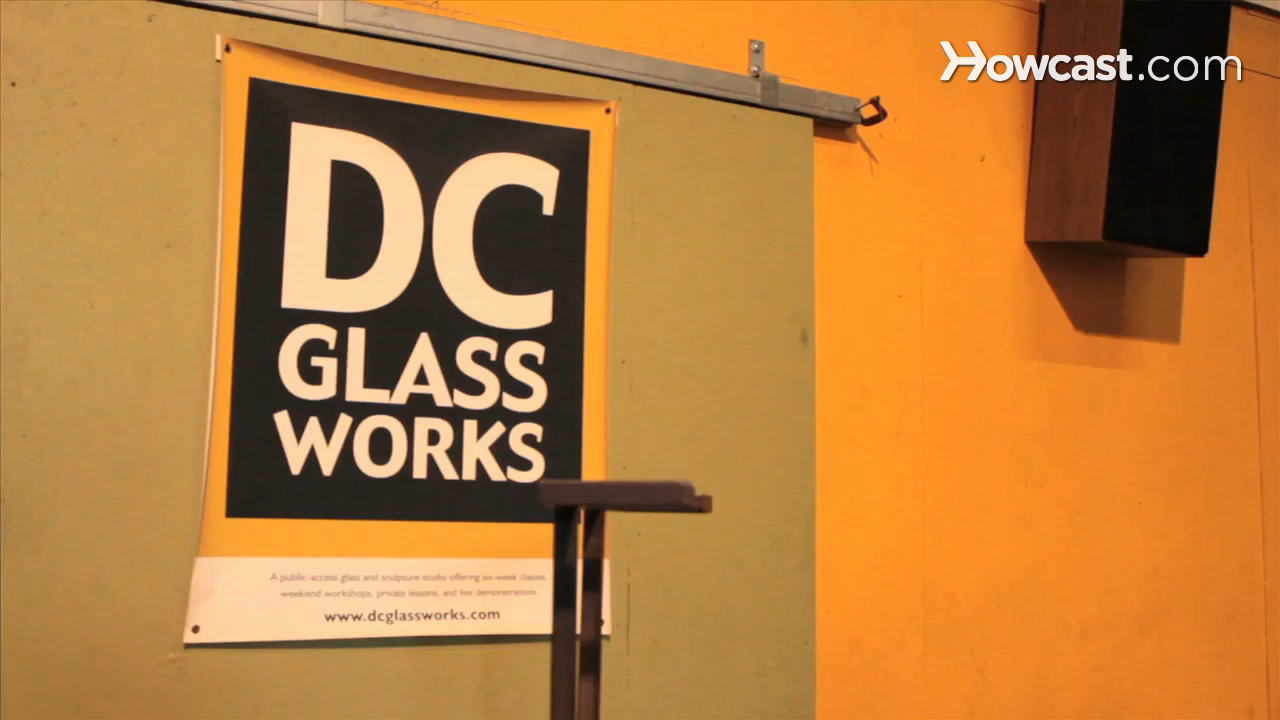 Howcast.com
DC
GLASS
WORKS
A public-access glass and sculpture studio offering six-week classes,
weekend workshops, private lessons, and live demonstrations.
www.dcglassworks.com